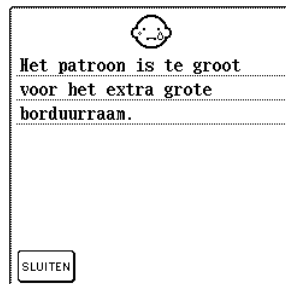 Het patroon is te groot
voor het extra grote
borduurraam.
SLUITEN